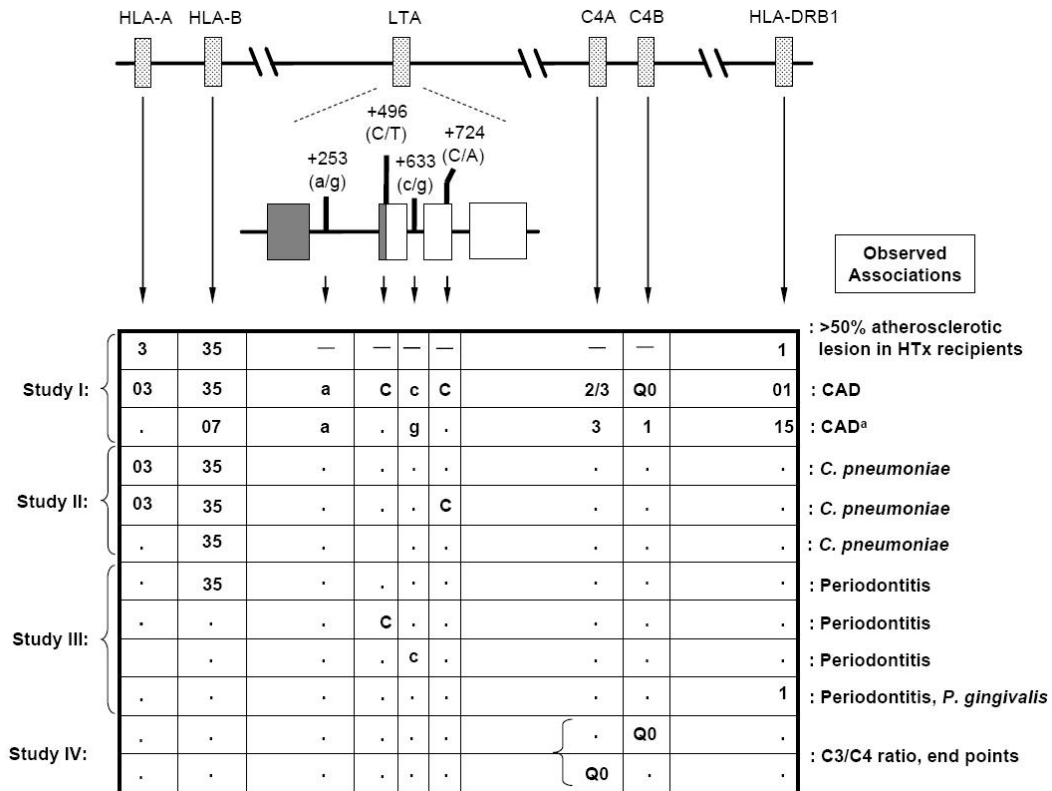 HLA-A HLA-B LTA C4A C4B HLA-DRB1
+496
(C/T)
+724
(C/A)
+253
(a/g)
+633
(c/g)
Observed
Associations
Study I:
3 35 — — — — — — 1 : >50% atherosclerotic
lesion in HTx recipients
03 35 a C c C 2/3 Q0 01 : CAD
. 07 a . g . 3 1 15 : CADᵃ
Study II:
03 35 . . . . . . . : C. pneumoniae
03 35 . . . C . . . : C. pneumoniae
. 35 . . . . . . : C. pneumoniae
Study III:
. 35 . . . . . . . : Periodontitis
. . . C . . . . . : Periodontitis
. . . . c . . . . : Periodontitis
. . . . . . . . 1 : Periodontitis, P. gingivalis
Study IV:
. . . . . . . Q0 .
: C3/C4 ratio, end points
. . . . . . Q0 . .